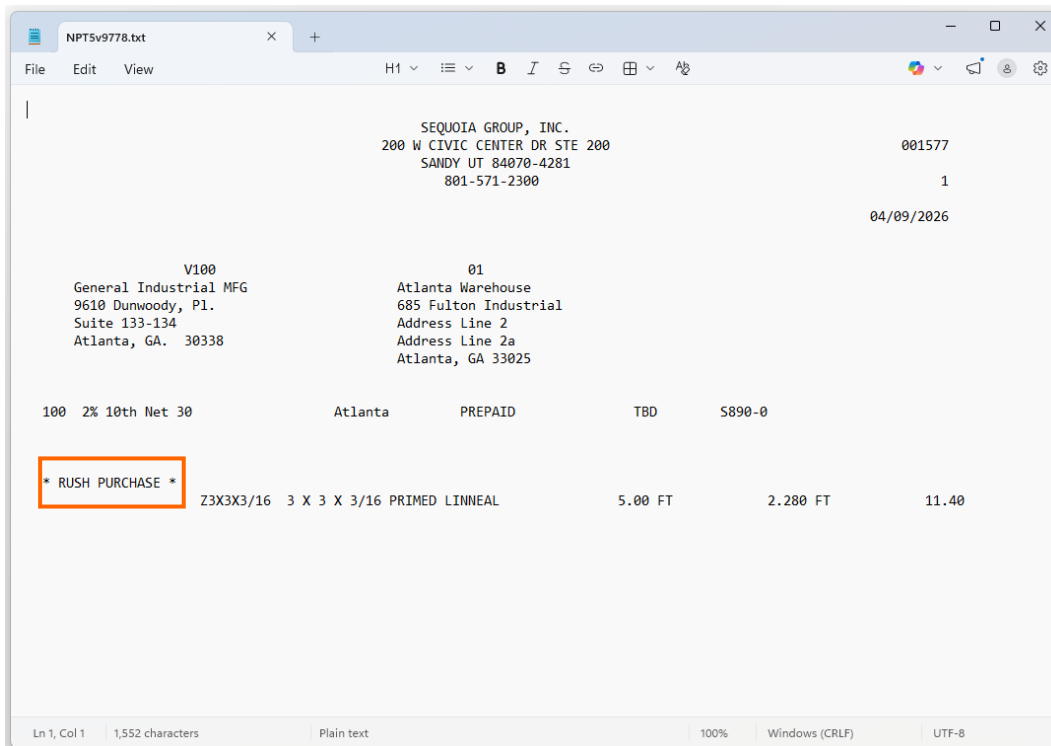 NPT5v9778.txt
File Edit View H1 B I S
SEQUOIA GROUP, INC.
200 W CIVIC CENTER DR STE 200 001577
SANDY UT 84070-4281
801-571-2300 1
04/09/2026
V100 01
General Industrial MFG Atlanta Warehouse
9610 Dunwoody, Pl. 685 Fulton Industrial
Suite 133-134 Address Line 2
Atlanta, GA. 30338 Address Line 2a
Atlanta, GA 33025
100 2% 10th Net 30 Atlanta PREPAID TBD S890-0
* RUSH PURCHASE *
Z3X3X3/16 3 X 3 X 3/16 PRIMED LINNEAL 5.00 FT 2.280 FT 11.40
Ln 1, Col 1 1,552 characters Plain text 100% Windows (CRLF) UTF-8